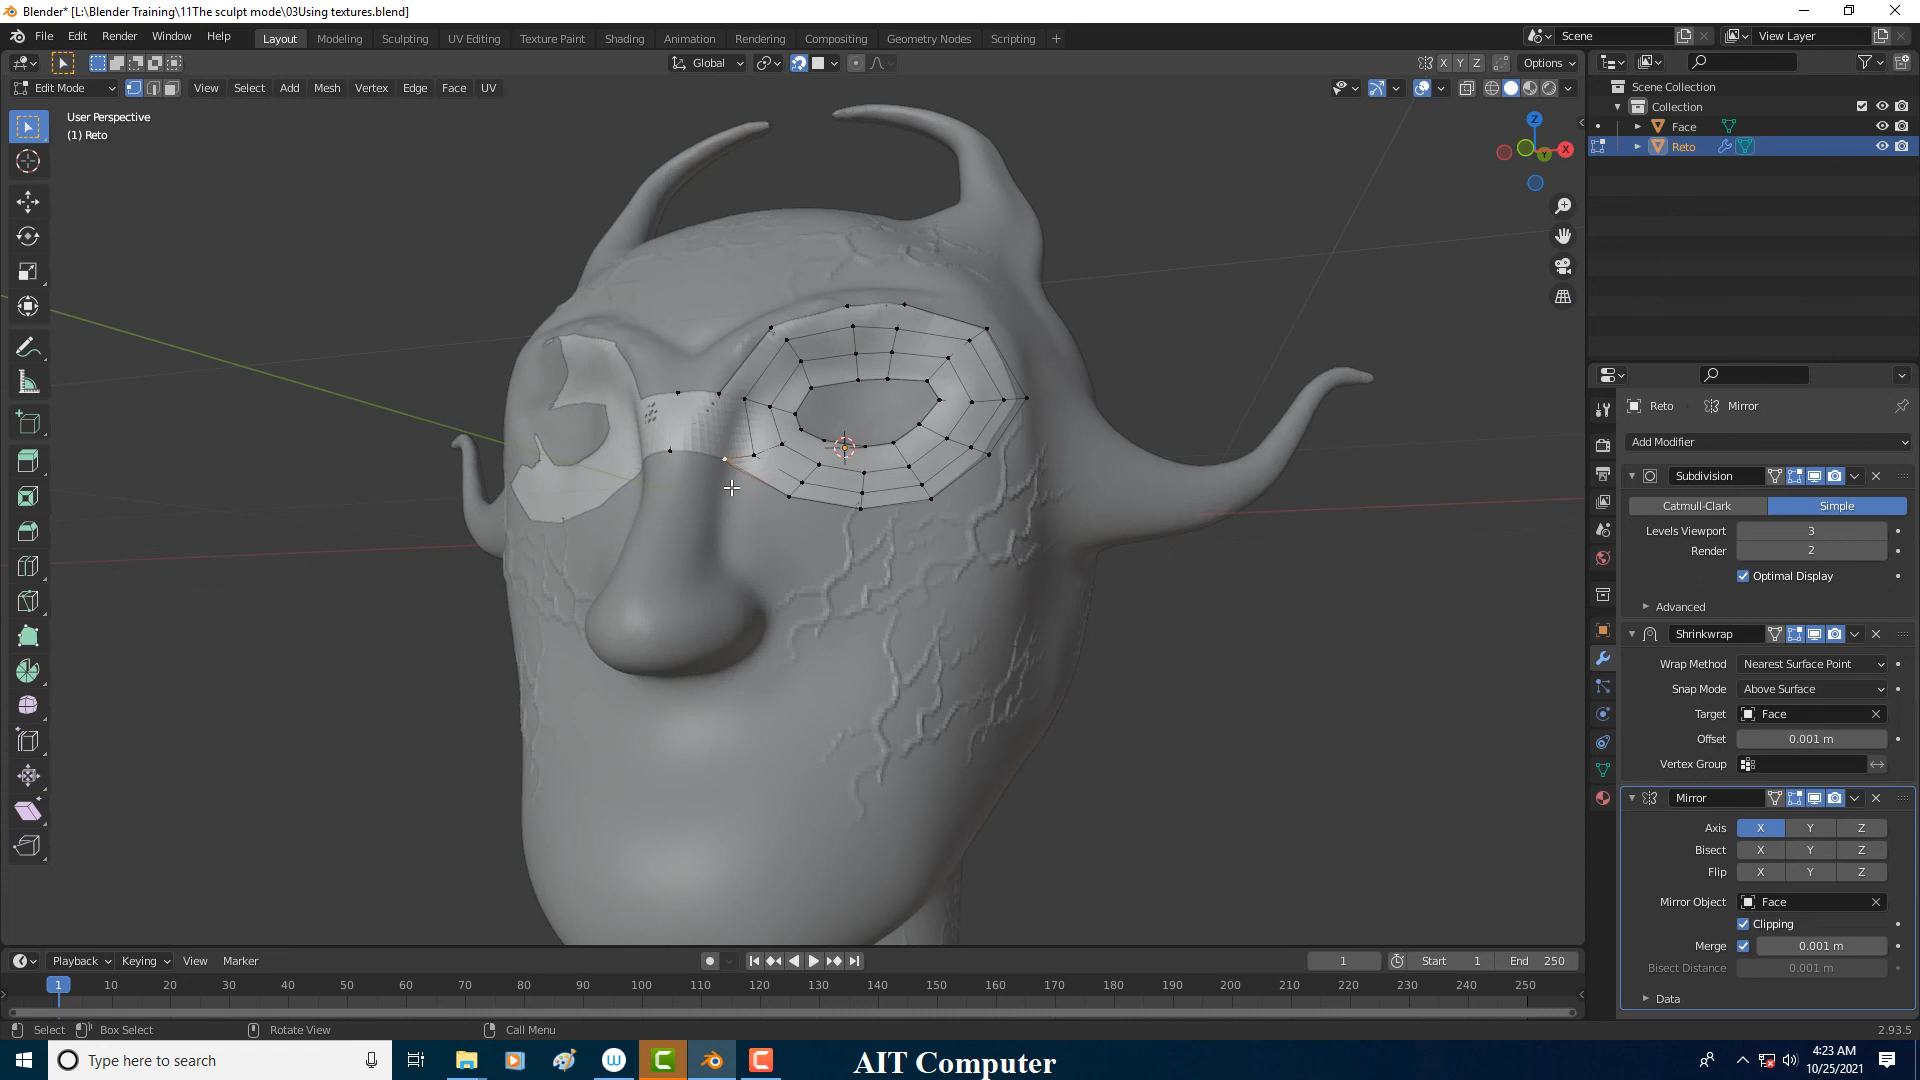 Blender* [L:\Blender Training\11The sculpt mode\03Using textures.blend]
File Edit Render Window Help Layout Modeling Sculpting UV Editing Texture Paint Shading Animation Rendering Compositing Geometry Nodes Scripting + Scene View Layer
Global X Y Z Options
Edit Mode View Select Add Mesh Vertex Edge Face UV
User Perspective
(1) Reto
Z
X
Y
Scene Collection
Collection
Face
Reto
Reto Mirror
Add Modifier
Subdivision
Catmull-Clark Simple
Levels Viewport 3
Render 2
Optimal Display
Advanced
Shrinkwrap
Wrap Method Nearest Surface Point
Snap Mode Above Surface
Target Face
Offset 0.001 m
Vertex Group
Mirror
Axis X Y Z
Bisect X Y Z
Flip X Y Z
Mirror Object Face
Clipping
Merge 0.001 m
Bisect Distance 0.001 m
Data
Playback Keying View Marker 1 Start 1 End 250
1 10 20 30 40 50 60 70 80 90 100 110 120 130 140 150 160 170 180 190 200 210 220 230 240 250
Select Box Select Rotate View Call Menu 2.93.5
Type here to search AIT Computer 4:23 AM
10/25/2021